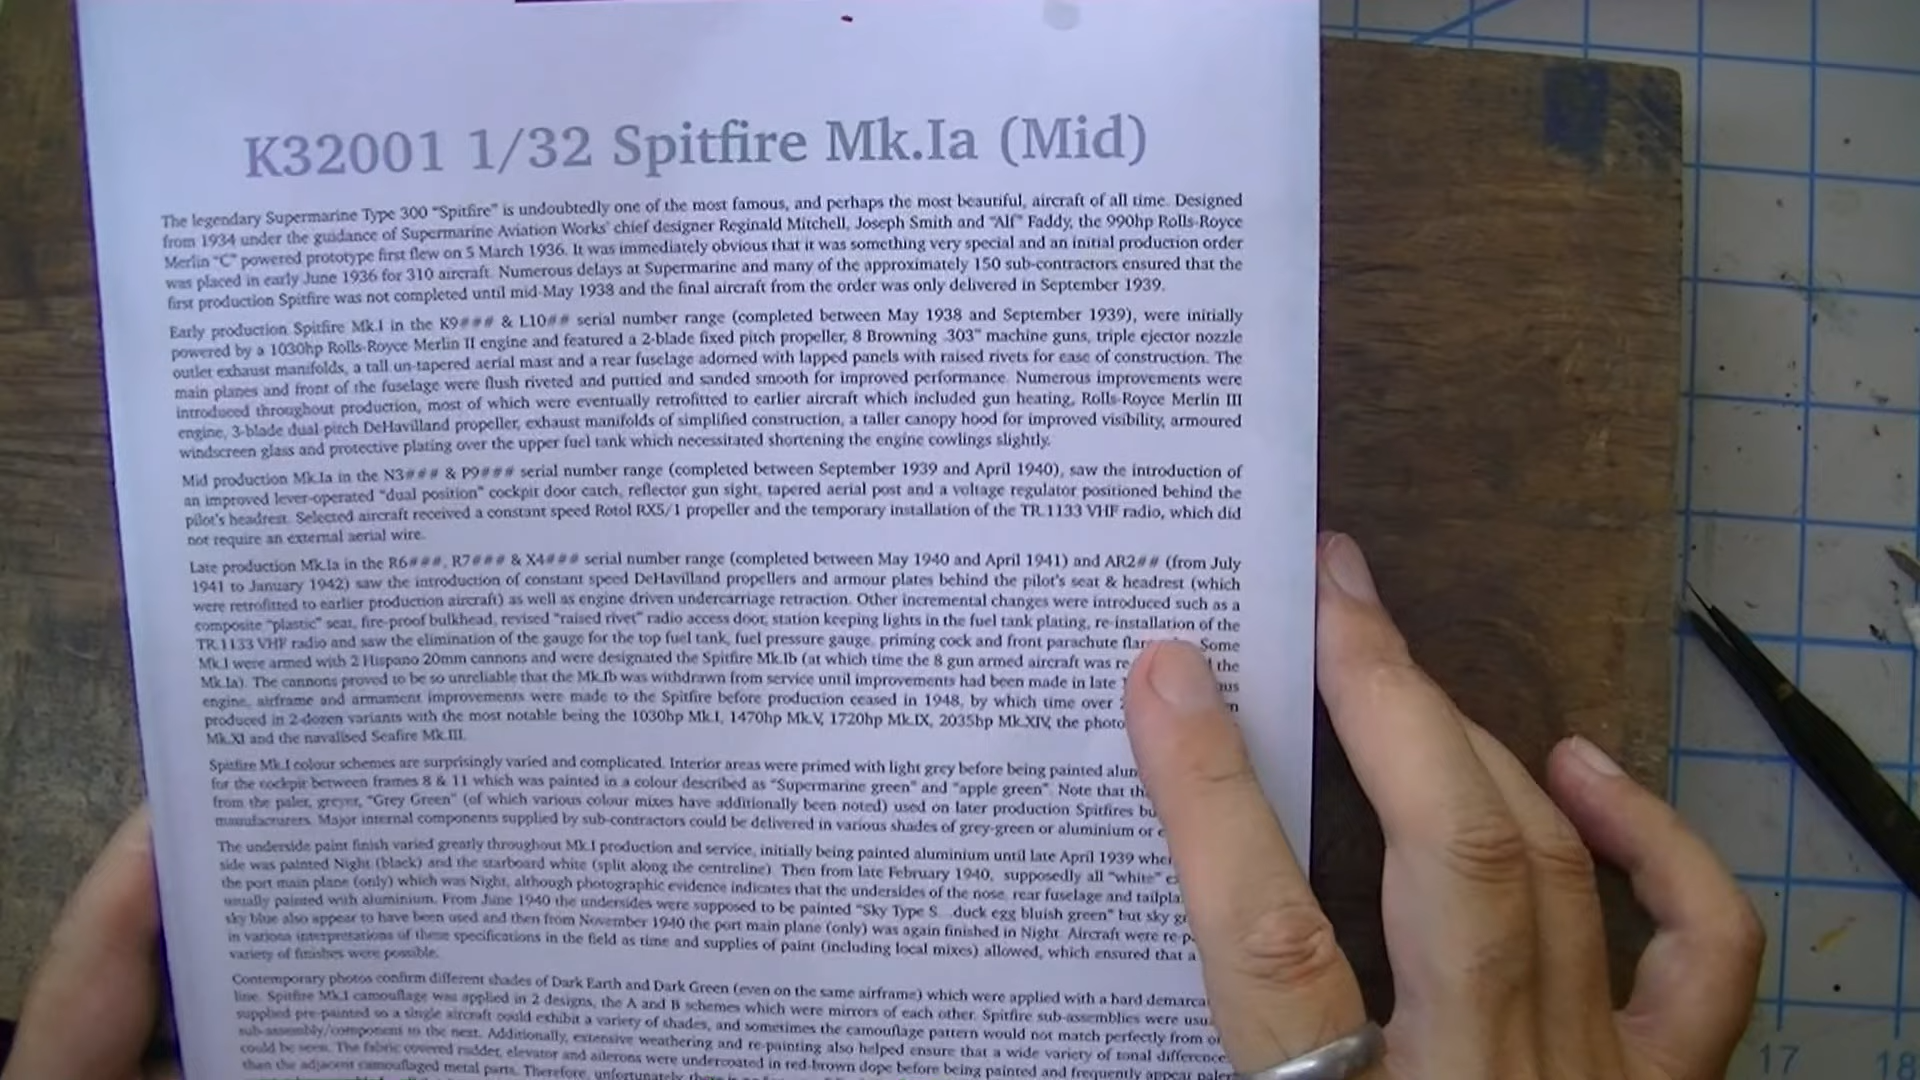 K32001 1/32 Spitfire Mk.Ia (Mid)
The legendary Supermarine Type 300 “Spitfire” is undoubtedly one of the most famous, and perhaps the most beautiful, aircraft of all time. Designed
from 1934 under the guidance of Supermarine Aviation Works' chief designer Reginald Mitchell, Joseph Smith and “Alf” Faddy, the 990hp Rolls-Royce
Merlin “C” powered prototype first flew on 5 March 1936. It was immediately obvious that it was something very special and an initial production order
was placed in early June 1936 for 310 aircraft. Numerous delays at Supermarine and many of the approximately 150 sub-contractors ensured that the
first production Spitfire was not completed until mid-May 1938 and the final aircraft from the order was only delivered in September 1939.
Early production Spitfire Mk.I in the K9### & L10## serial number range (completed between May 1938 and September 1939), were initially
powered by a 1030hp Rolls-Royce Merlin II engine and featured a 2-blade fixed pitch propeller, 8 Browning .303” machine guns, triple ejector nozzle
outlet exhaust manifolds, a tall un-tapered aerial mast and a rear fuselage adorned with lapped panels with raised rivets for ease of construction. The
main planes and front of the fuselage were flush riveted and puttied and sanded smooth for improved performance. Numerous improvements were
introduced throughout production, most of which were eventually retrofitted to earlier aircraft which included gun heating, Rolls-Royce Merlin III
engine, 3-blade dual-pitch DeHavilland propeller, exhaust manifolds of simplified construction, a taller canopy hood for improved visibility, armoured
windscreen glass and protective plating over the upper fuel tank which necessitated shortening the engine cowlings slightly.
Mid production Mk.Ia in the N3### & P9### serial number range (completed between September 1939 and April 1940), saw the introduction of
an improved lever-operated “dual position” cockpit door catch, reflector gun sight, tapered aerial post and a voltage regulator positioned behind the
pilot's headrest. Selected aircraft received a constant speed Rotol RX5/1 propeller and the temporary installation of the TR.1133 VHF radio, which did
not require an external aerial wire.
Late production Mk.Ia in the R6###, R7### & X4### serial number range (completed between May 1940 and April 1941) and AR2## (from July
1941 to January 1942) saw the introduction of constant speed DeHavilland propellers and armour plates behind the pilot's seat & headrest (which
were retrofitted to earlier production aircraft) as well as engine driven undercarriage retraction. Other incremental changes were introduced such as a
composite “plastic” seat, fire-proof bulkhead, revised “raised rivet” radio access door, station keeping lights in the fuel tank plating, re-installation of the
TR.1133 VHF radio and saw the elimination of the gauge for the top fuel tank, fuel pressure gauge, priming cock and front parachute Some
Mk.I were armed with 2 Hispano 20mm cannons and were designated the Spitfire Mk.Ib (at which time the 8 gun armed aircraft was the
Mk.Ia). The cannons proved to be so unreliable that the Mk.Ib was withdrawn from service until improvements had been made in late
engine, airframe and armament improvements were made to the Spitfire before production ceased in 1948, by which time over
produced in 2-dozen variants with the most notable being the 1030hp Mk.I, 1470hp Mk.V, 1720hp Mk.IX, 2035hp Mk.XIV, the photo
Mk.XI and the navalised Seafire Mk.III.
Spitfire Mk.I colour schemes are surprisingly varied and complicated. Interior areas were primed with light grey before being painted
for the cockpit between frames 8 & 11 which was painted in a colour described as “Supermarine green” and “apple green”. Note that
from the paler, greyer, “Grey Green” (of which various colour mixes have additionally been noted) used on later production Spitfires
manufacturers. Major internal components supplied by sub-contractors could be delivered in various shades of grey-green or aluminium or
The underside paint finish varied greatly throughout Mk.I production and service, initially being painted aluminium until late April 1939
side was painted Night (black) and the starboard white (split along the centreline). Then from late February 1940, supposedly all “white”
the port main plane (only) which was Night, although photographic evidence indicates that the undersides of the nose, rear fuselage and
usually painted with aluminium. From June 1940 the undersides were supposed to be painted “Sky Type S...duck egg bluish green” but sky
sky blue also appear to have been used and then from November 1940 the port main plane (only) was again finished in Night. Aircraft were
in various interpretations of these specifications in the field as time and supplies of paint (including local mixes) allowed, which ensured that a
variety of finishes were possible.
Contemporary photos confirm different shades of Dark Earth and Dark Green (even on the same airframe) which were applied with a hard
line. Spitfire Mk.I camouflage was applied in 2 designs, the A and B schemes which were mirrors of each other. Spitfire sub-assemblies were
supplied pre-painted so a single aircraft could exhibit a variety of shades, and sometimes the camouflage pattern would not match perfectly from
sub-assembly/component to the next. Additionally, extensive weathering and re-painting also helped ensure that a wide variety of tonal
could be seen. The fabric covered rudder, elevator and ailerons were undercoated in red-brown dope before being painted and frequently appear
than the adjacent camouflaged metal parts. Therefore, unfortunately
17
18